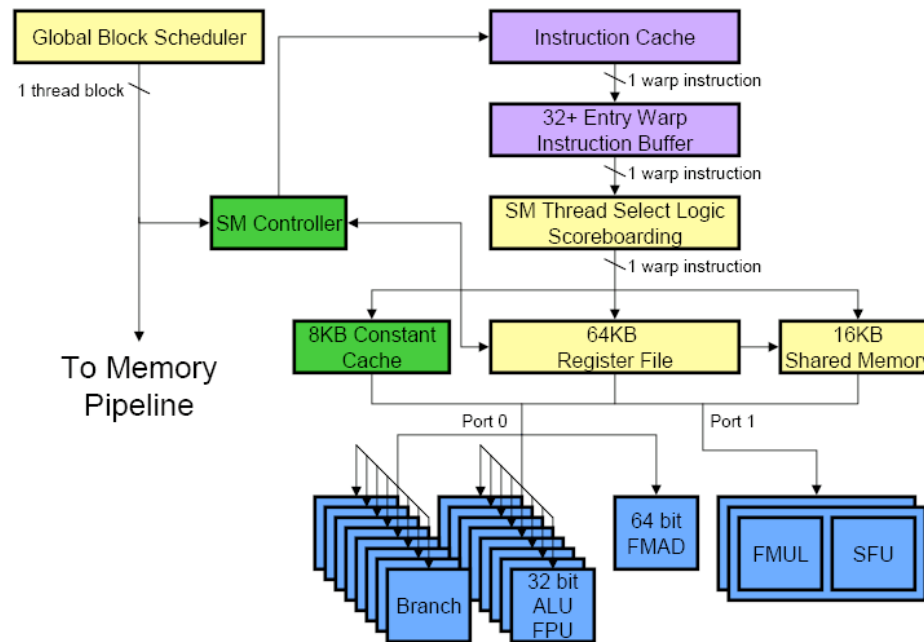 Global Block Scheduler
Instruction Cache
1 thread block
1 warp instruction
32+ Entry Warp
Instruction Buffer
1 warp instruction
SM Controller
SM Thread Select Logic
Scoreboarding
1 warp instruction
8KB Constant
Cache
64KB
Register File
16KB
Shared Memory
To Memory
Pipeline
Port 0
Port 1
Branch
32 bit
ALU
FPU
64 bit
FMAD
FMUL
SFU